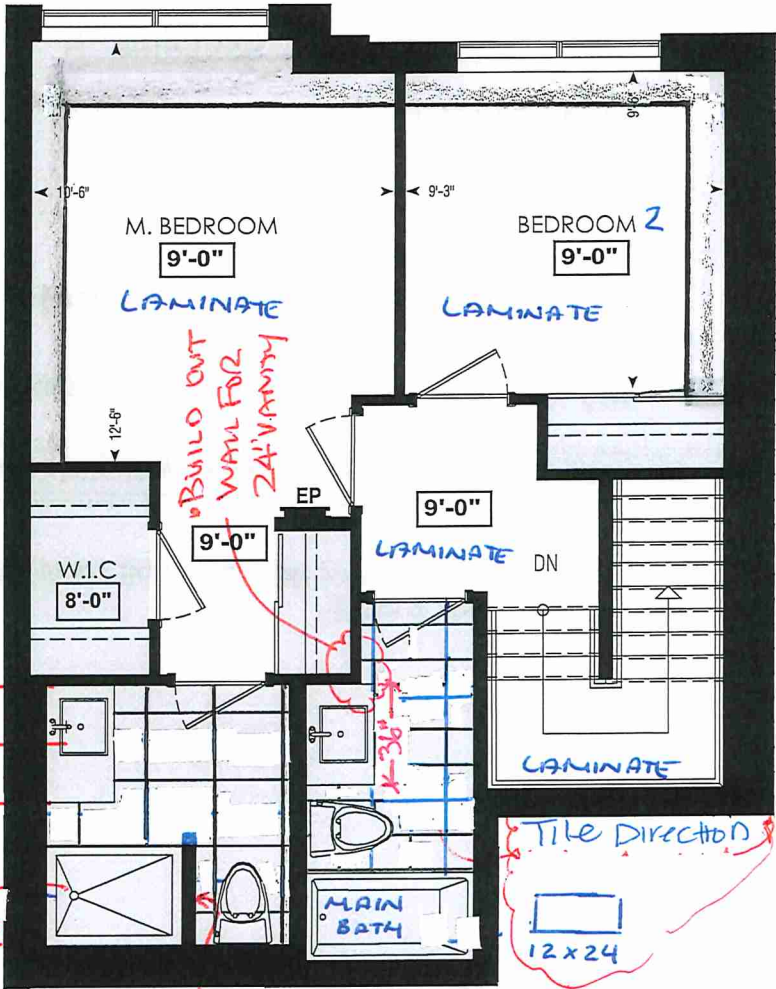 10'-6"
9'-3"
9'-0"
M. BEDROOM
9'-0"
LAMINATE
BEDROOM 2
9'-0"
LAMINATE
BUILD OUT
WALL FOR
24" VANITY
12'-6"
EP
9'-0"
9'-0"
LAMINATE
DN
W.I.C
8'-0"
36"
LAMINATE
TILE DIRECTION
MAIN
BATH
12 x 24